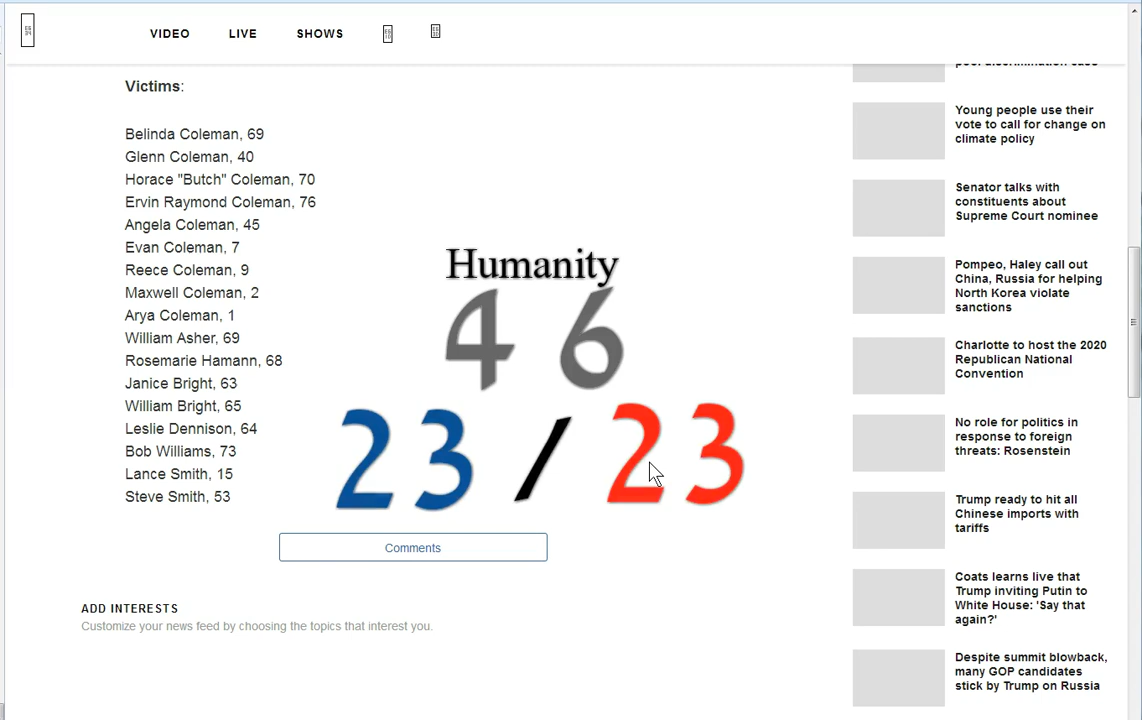 VIDEO LIVE SHOWS
Victims:
Belinda Coleman, 69
Glenn Coleman, 40
Horace "Butch" Coleman, 70
Ervin Raymond Coleman, 76
Angela Coleman, 45
Evan Coleman, 7
Reece Coleman, 9
Maxwell Coleman, 2
Arya Coleman, 1
William Asher, 69
Rosemarie Hamann, 68
Janice Bright, 63
William Bright, 65
Leslie Dennison, 64
Bob Williams, 73
Lance Smith, 15
Steve Smith, 53
Humanity
4 6
23 / 23
Comments
ADD INTERESTS
Customize your news feed by choosing the topics that interest you.
Young people use their
vote to call for change on
climate policy
Senator talks with
constituents about
Supreme Court nominee
Pompeo, Haley call out
China, Russia for helping
North Korea violate
sanctions
Charlotte to host the 2020
Republican National
Convention
No role for politics in
response to foreign
threats: Rosenstein
Trump ready to hit all
Chinese imports with
tariffs
Coats learns live that
Trump inviting Putin to
White House: 'Say that
again?'
Despite summit blowback,
many GOP candidates
stick by Trump on Russia